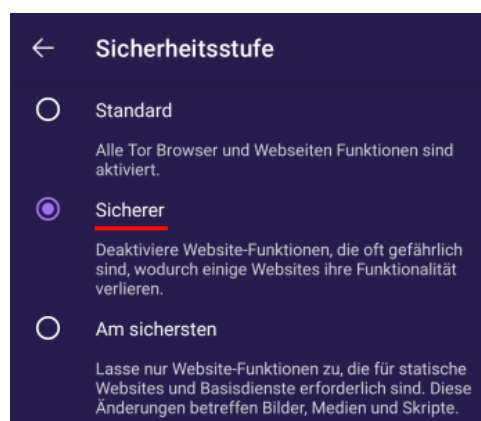 Sicherheitsstufe
Standard
Alle Tor Browser und Webseiten Funktionen sind
aktiviert.
Sicherer
Deaktiviere Website-Funktionen, die oft gefährlich
sind, wodurch einige Websites ihre Funktionalität
verlieren.
Am sichersten
Lasse nur Website-Funktionen zu, die für statische
Websites und Basisdienste erforderlich sind. Diese
Änderungen betreffen Bilder, Medien und Skripte.